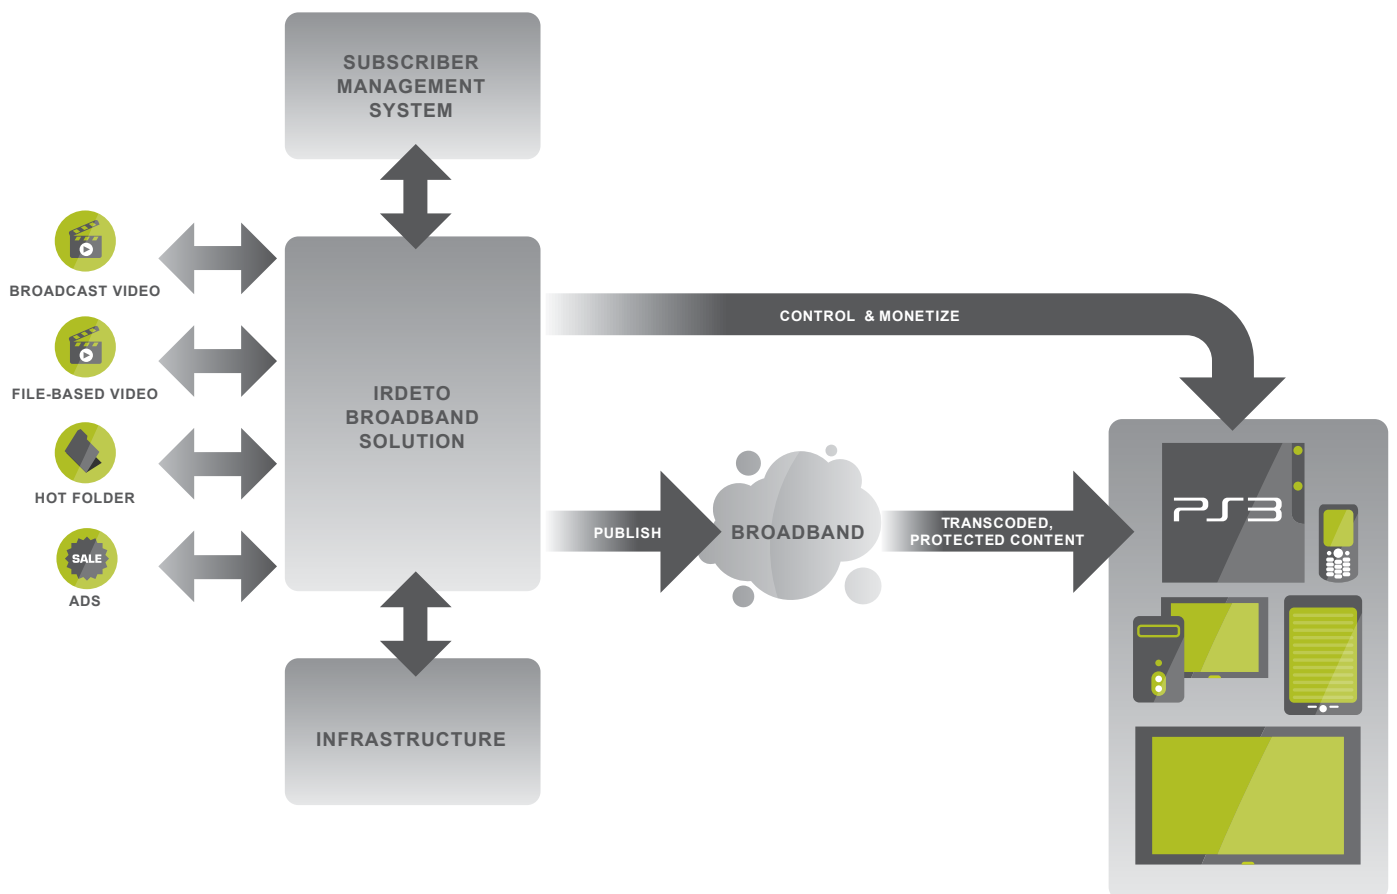 SUBSCRIBER
MANAGEMENT
SYSTEM
BROADCAST VIDEO
FILE-BASED VIDEO
HOT FOLDER
SALE
ADS
IRDETO
BROADBAND
SOLUTION
CONTROL & MONETIZE
PUBLISH
BROADBAND
TRANSCODED,
PROTECTED CONTENT
PS3
INFRASTRUCTURE